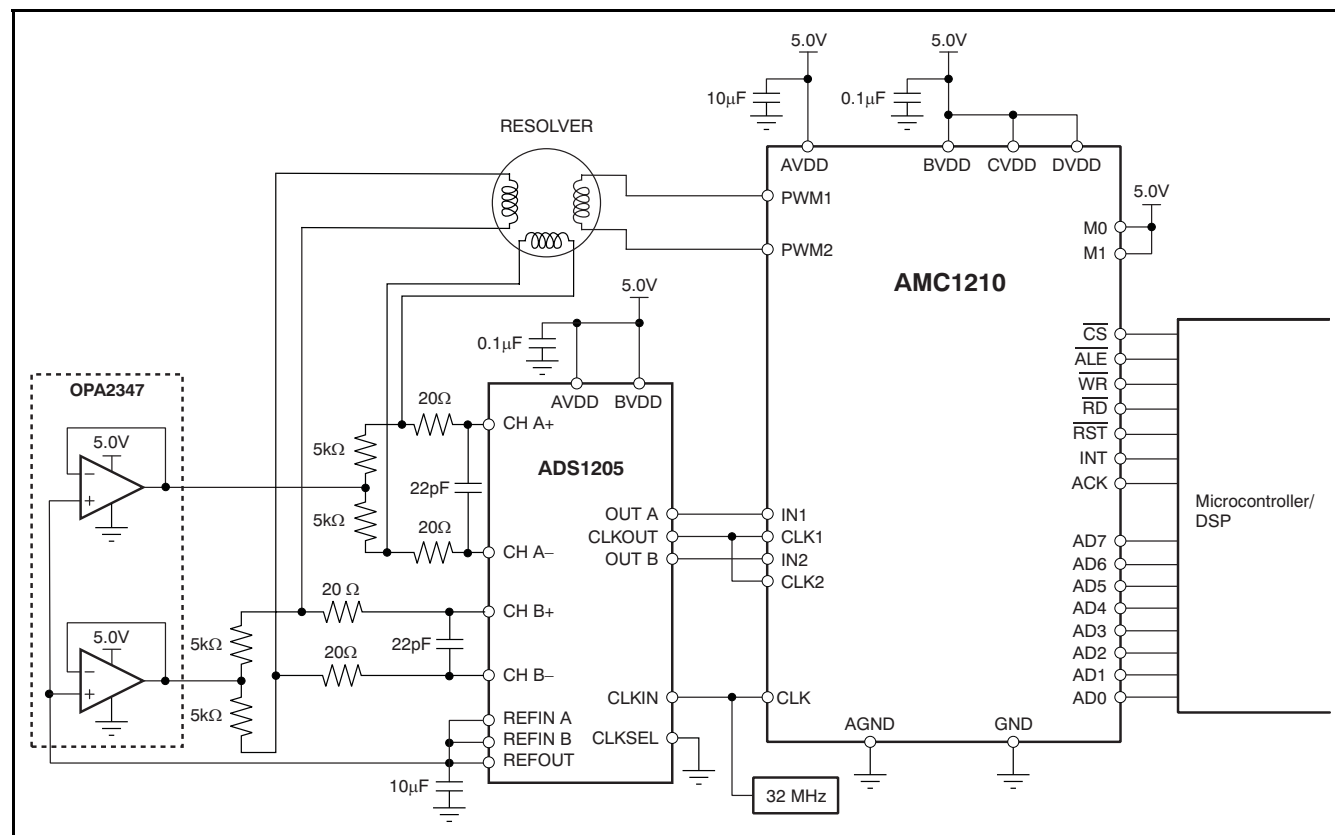 5.0V
5.0V
10μF
0.1μF
RESOLVER
AVDD
BVDD
CVDD
DVDD
5.0V
PWM1
M0
PWM2
M1
AMC1210
5.0V
0.1μF
CS
ALE
OPA2347
AVDD
BVDD
WR
20Ω
RD
CH A+
RST
5.0V
5kΩ
ADS1205
INT
22pF
ACK
Microcontroller/
DSP
5kΩ
20Ω
OUT A
IN1
CLKOUT
CLK1
AD7
CH A−
OUT B
IN2
AD6
CLK2
AD5
20 Ω
CH B+
AD4
5.0V
5kΩ
22pF
AD3
20Ω
AD2
CH B−
AD1
CLKIN
CLK
AD0
5kΩ
REFIN A
AGND
GND
REFIN B
CLKSEL
REFOUT
10μF
32 MHz